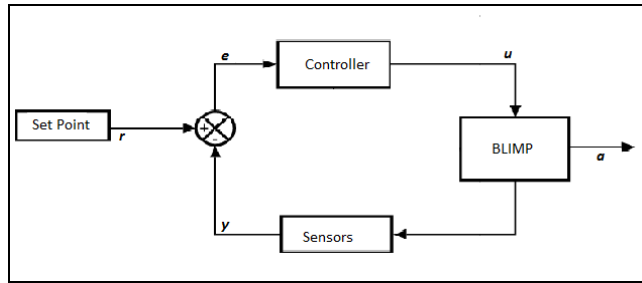 e
Controller
u
Set Point
r
+
-
BLIMP
a
y
Sensors